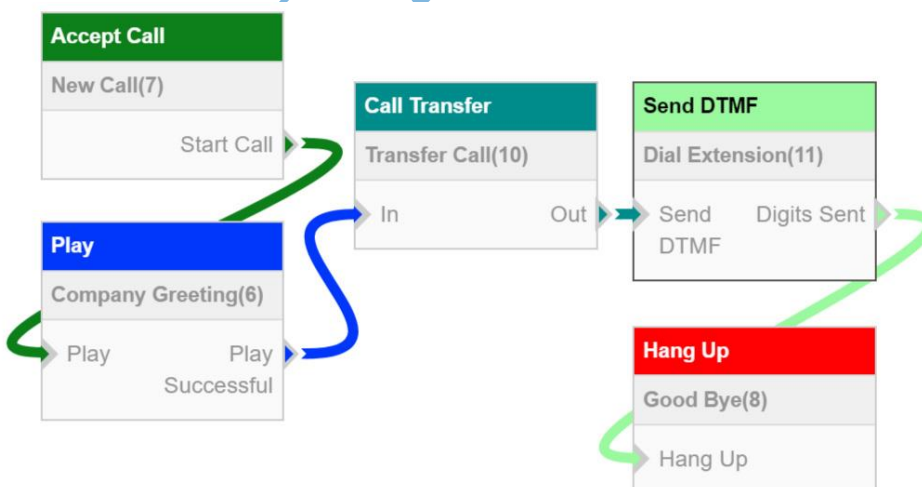 Accept Call
New Call(7)
Start Call
Play
Company Greeting(6)
Play
Play
Successful
Call Transfer
Transfer Call(10)
In
Out
Send DTMF
Dial Extension(11)
Send
DTMF
Digits Sent
Hang Up
Good Bye(8)
Hang Up